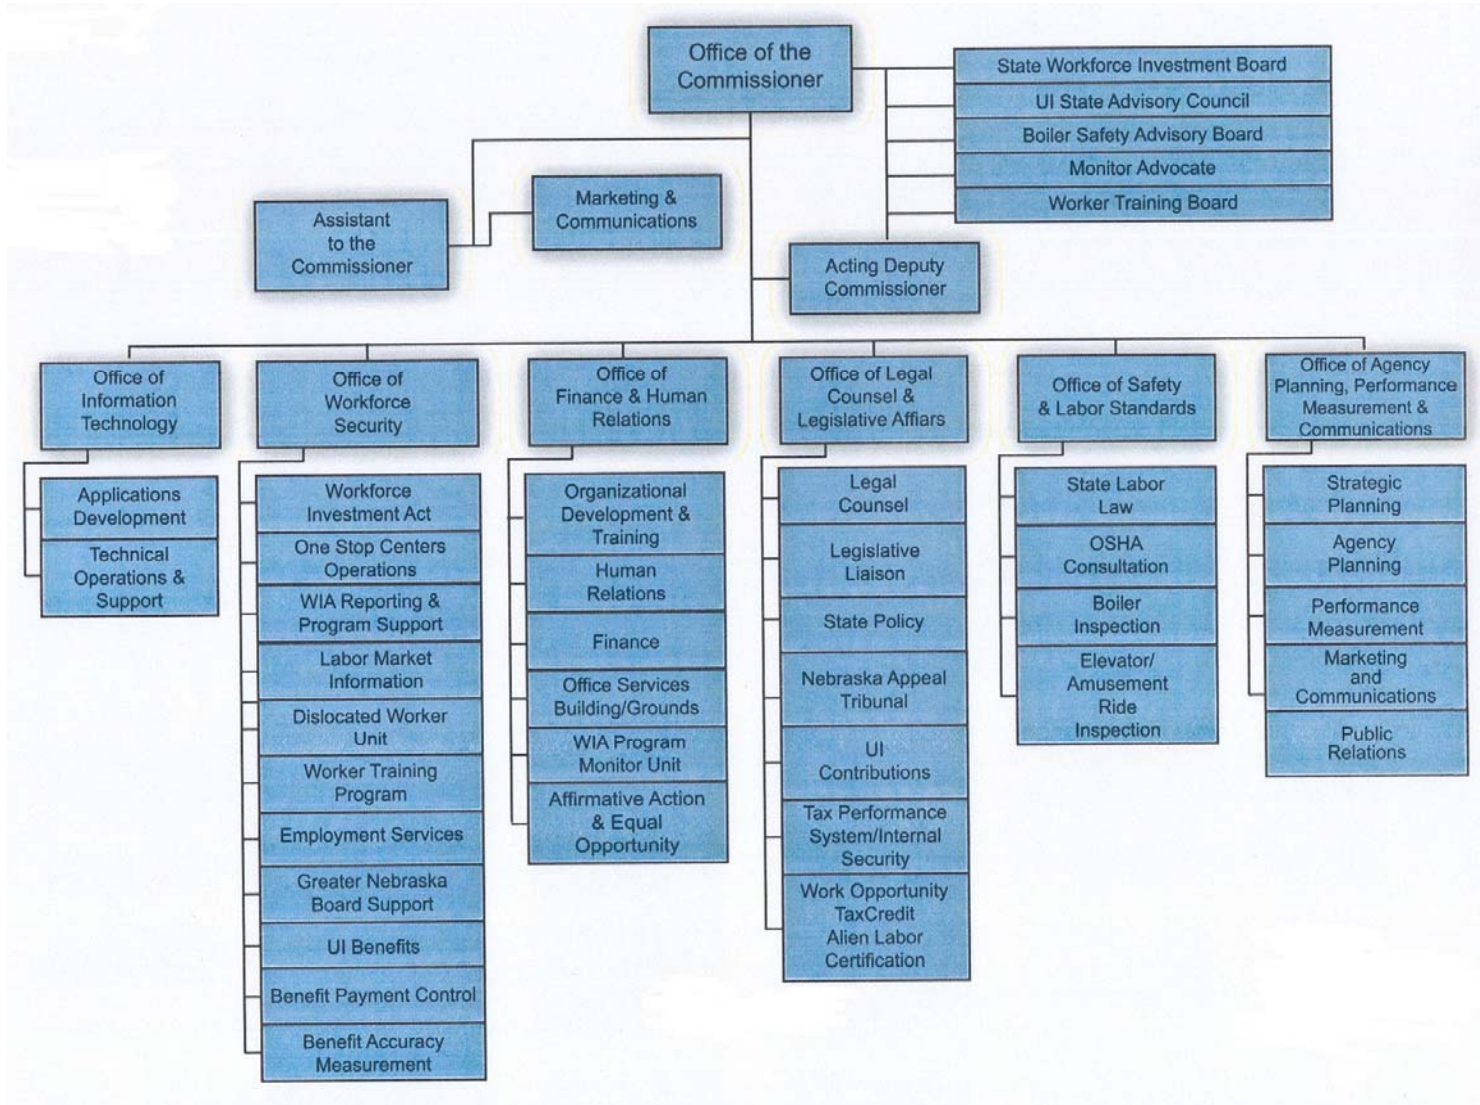 Office of the
Commissioner
State Workforce Investment Board
UI State Advisory Council
Boiler Safety Advisory Board
Monitor Advocate
Worker Training Board
Assistant
to the
Commissioner
Marketing &
Communications
Acting Deputy
Commissioner
Office of
Information
Technology
Applications
Development
Technical
Operations &
Support
Office of
Workforce
Security
Workforce
Investment Act
One Stop Centers
Operations
WIA Reporting &
Program Support
Labor Market
Information
Dislocated Worker
Unit
Worker Training
Program
Employment Services
Greater Nebraska
Board Support
UI Benefits
Benefit Payment Control
Benefit Accuracy
Measurement
Office of
Finance & Human
Relations
Organizational
Development &
Training
Human
Relations
Finance
Office Services
Building/Grounds
WIA Program
Monitor Unit
Affirmative Action
& Equal
Opportunity
Office of Legal
Counsel &
Legislative Affiars
Legal
Counsel
Legislative
Liaison
State Policy
Nebraska Appeal
Tribunal
UI
Contributions
Tax Performance
System/Internal
Security
Work Opportunity
TaxCredit
Alien Labor
Certification
Office of Safety
& Labor Standards
State Labor
Law
OSHA
Consultation
Boiler
Inspection
Elevator/
Amusement
Ride
Inspection
Office of Agency
Planning, Performance
Measurement &
Communications
Strategic
Planning
Agency
Planning
Performance
Measurement
Marketing
and
Communications
Public
Relations